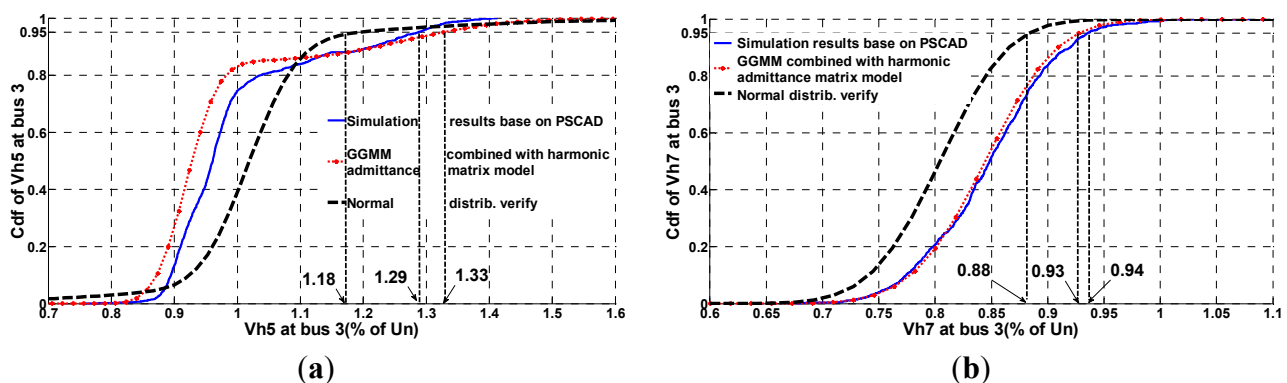 Cdf of Vh5 at bus 3
1
0.95
0.8
0.6
0.4
0.2
0
Simulation results base on PSCAD
GGMM combined with harmonic
admittance matrix model
Normal distrib. verify
1.18
1.29
1.33
0.7 0.8 0.9 1 1.1 1.2 1.3 1.4 1.5 1.6
Vh5 at bus 3(% of Un)
(a)
Cdf of Vh7 at bus 3
1
0.95
0.8
0.6
0.4
0.2
0
Simulation results base on PSCAD
GGMM combined with harmonic
admittance matrix model
Normal distrib. verify
0.88
0.93
0.94
0.6 0.65 0.7 0.75 0.8 0.85 0.9 0.95 1 1.05 1.1
Vh7 at bus 3(% of Un)
(b)